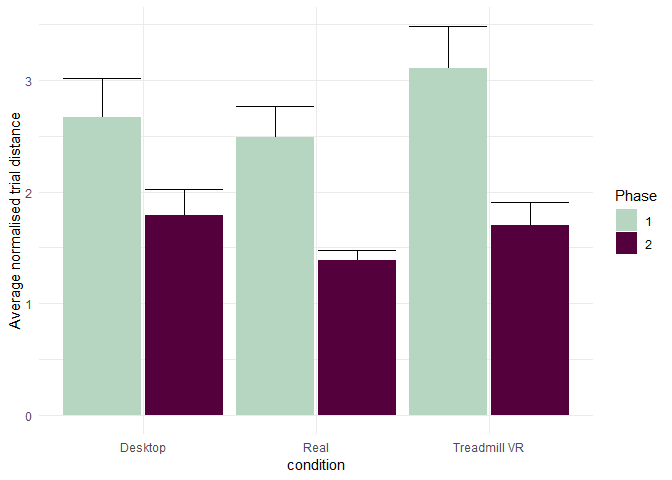 Average normalised trial distance
3
2
1
0
Desktop
Real
Treadmill VR
condition
Phase
1
2